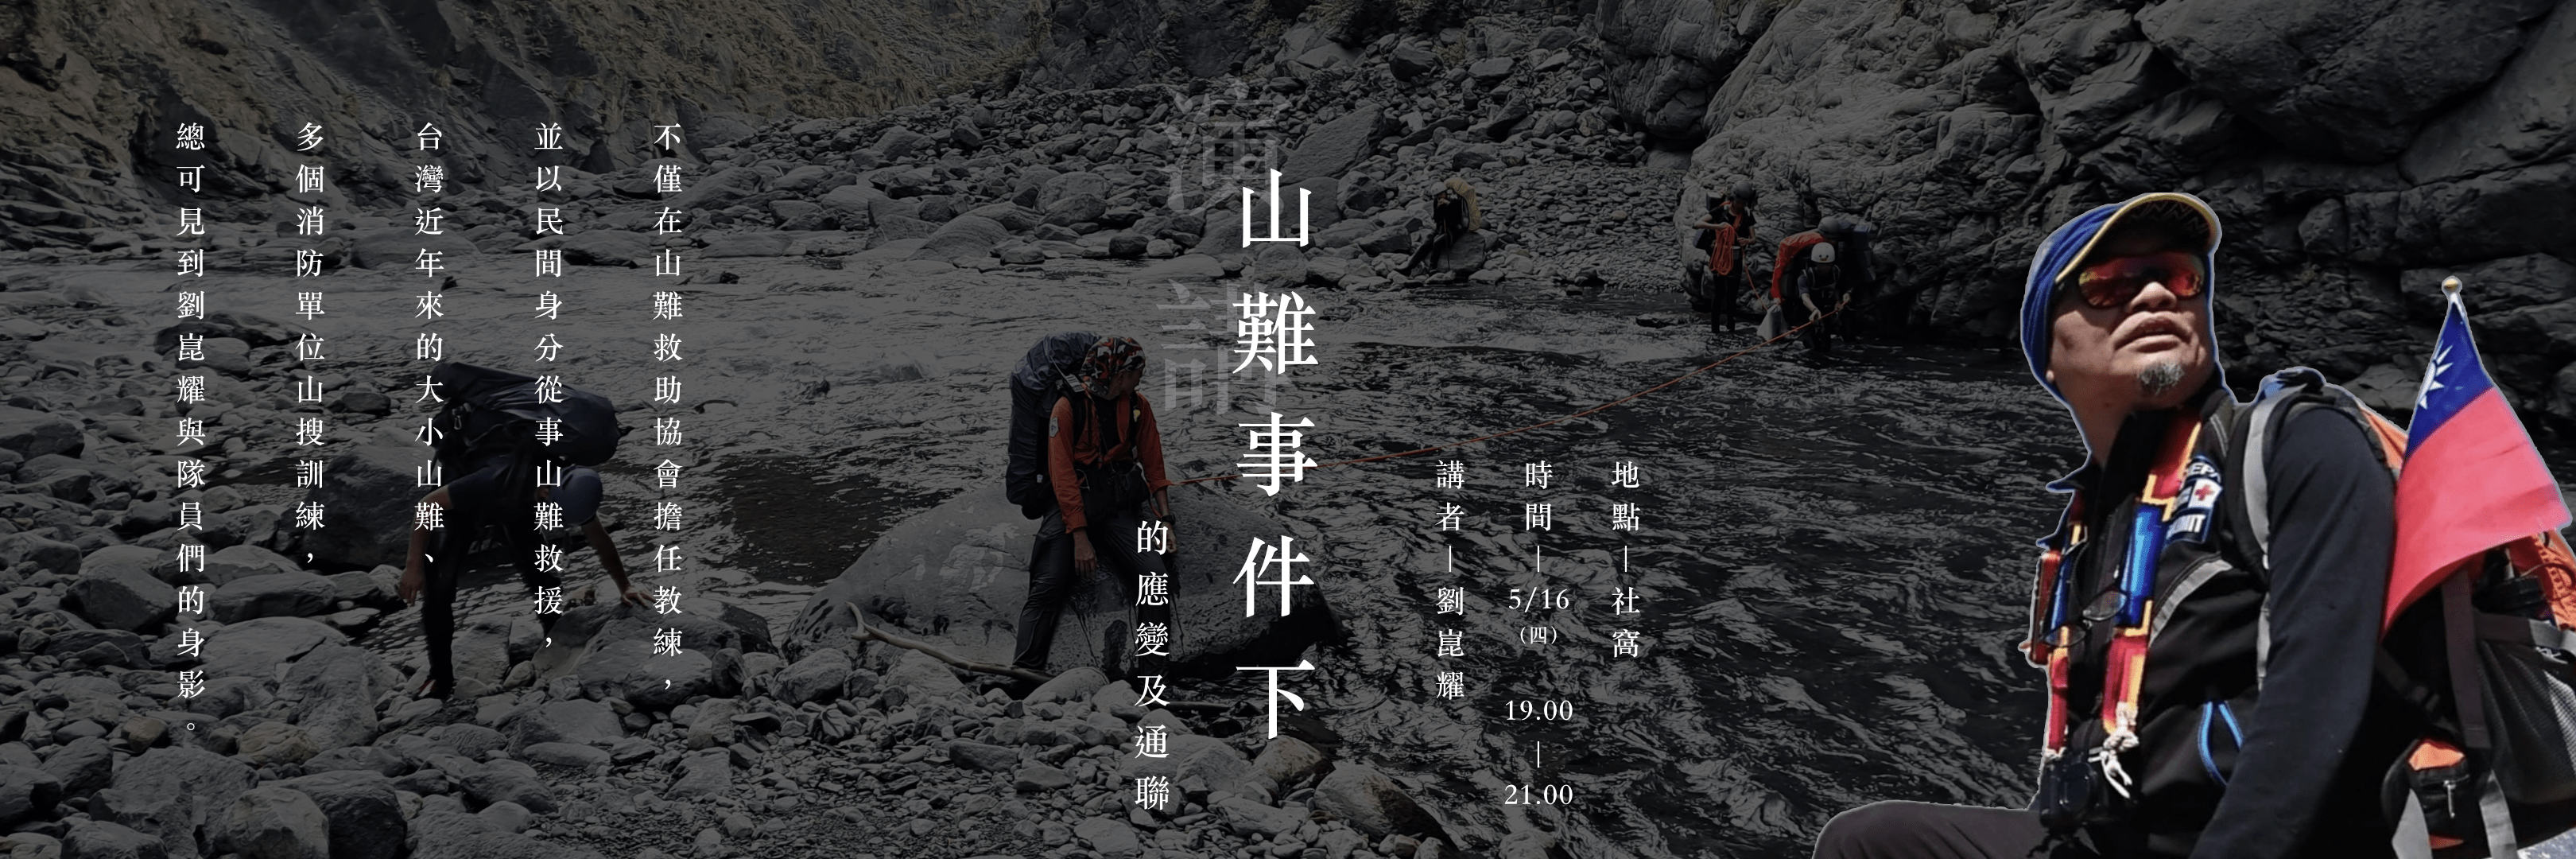 地點｜社窩
時間｜5/16
（四）
19.00
｜
21.00
講者｜劉崑耀
演講
山難事件下
的應變及通聯
不僅在山難救助協會擔任教練，
並以民間身分從事山難救援，
台灣近年來的大小山難、
多個消防單位山搜訓練，
總可見到劉崑耀與隊員們的身影。